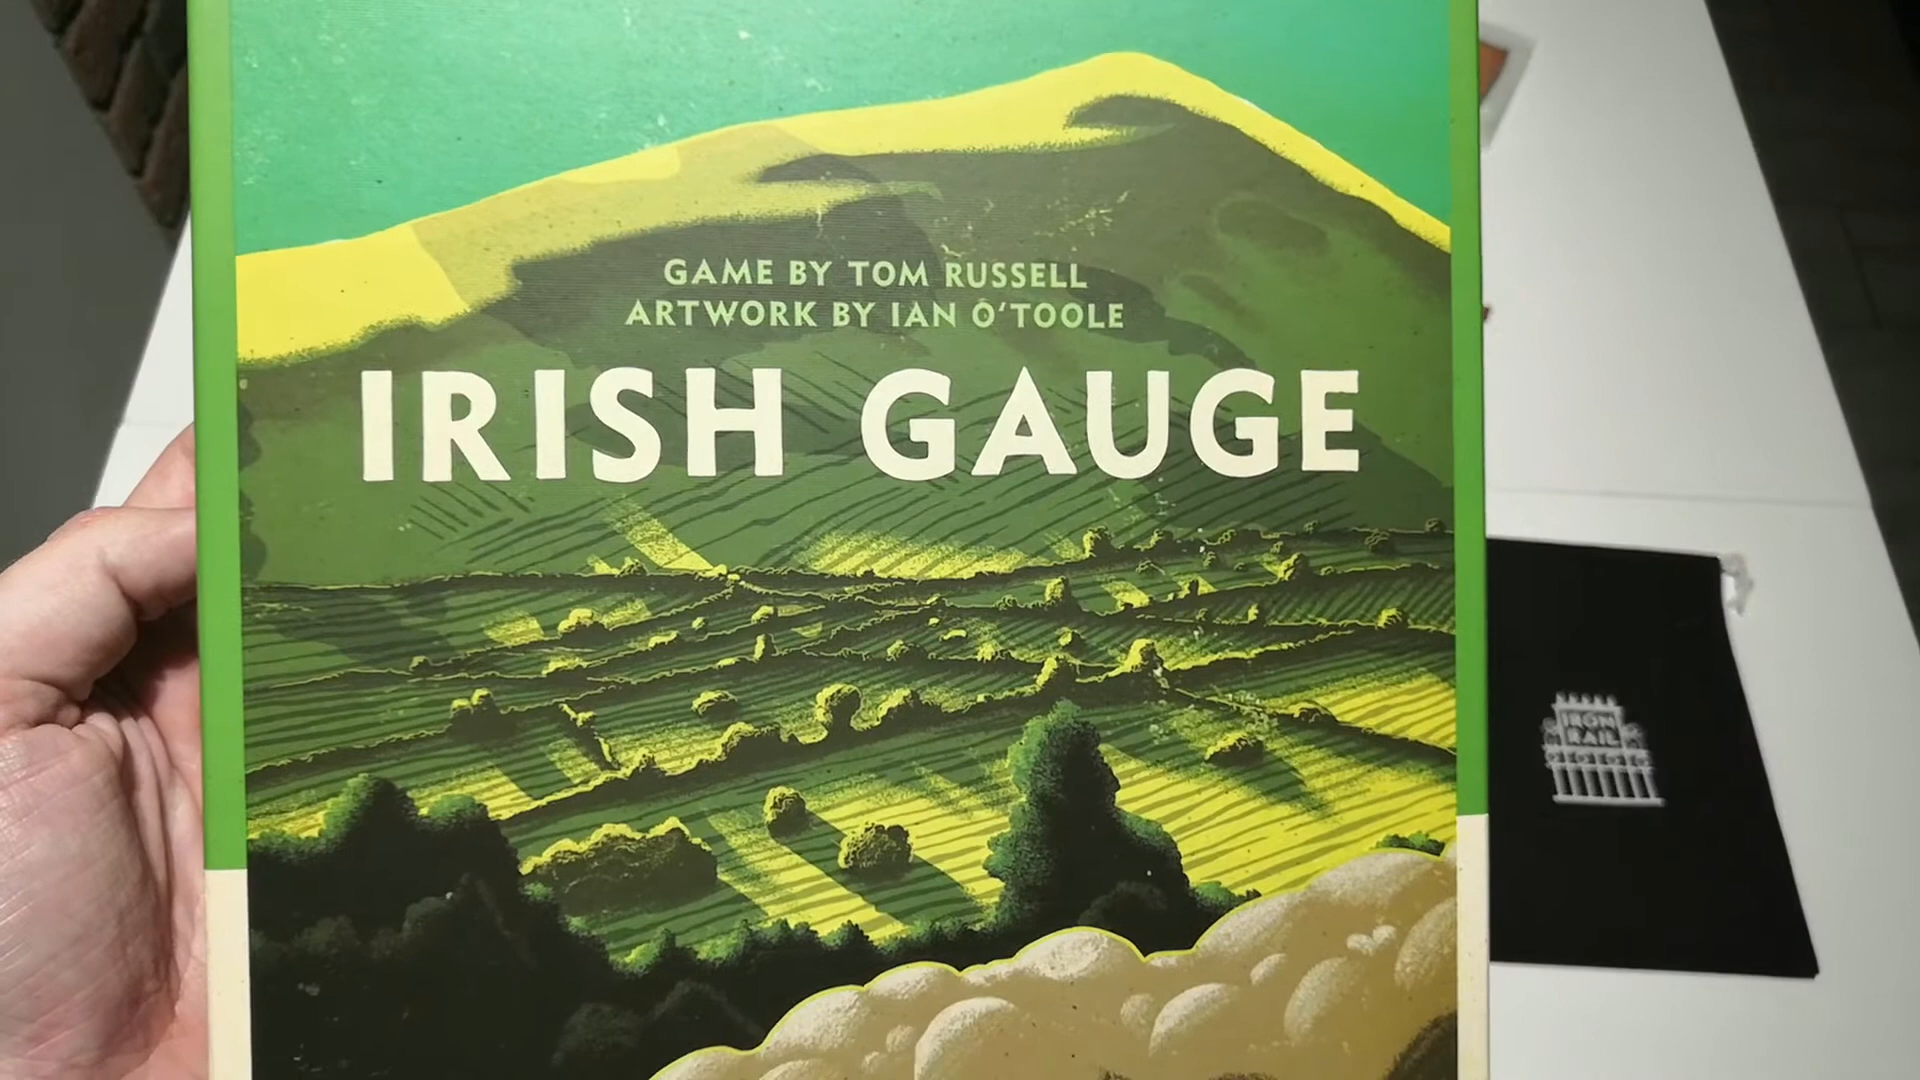 GAME BY TOM RUSSELL
ARTWORK BY IAN O'TOOLE
IRISH GAUGE
IRON
RAIL